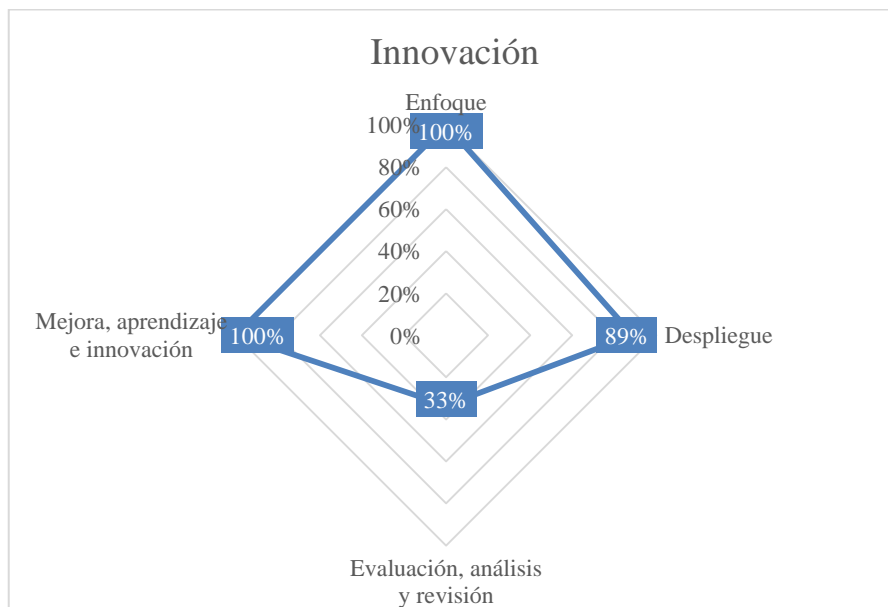 Innovación
Enfoque
100%
100%
80%
60%
40%
20%
0%
Mejora, aprendizaje
e innovación
100%
89%
Despliegue
33%
Evaluación, análisis
y revisión